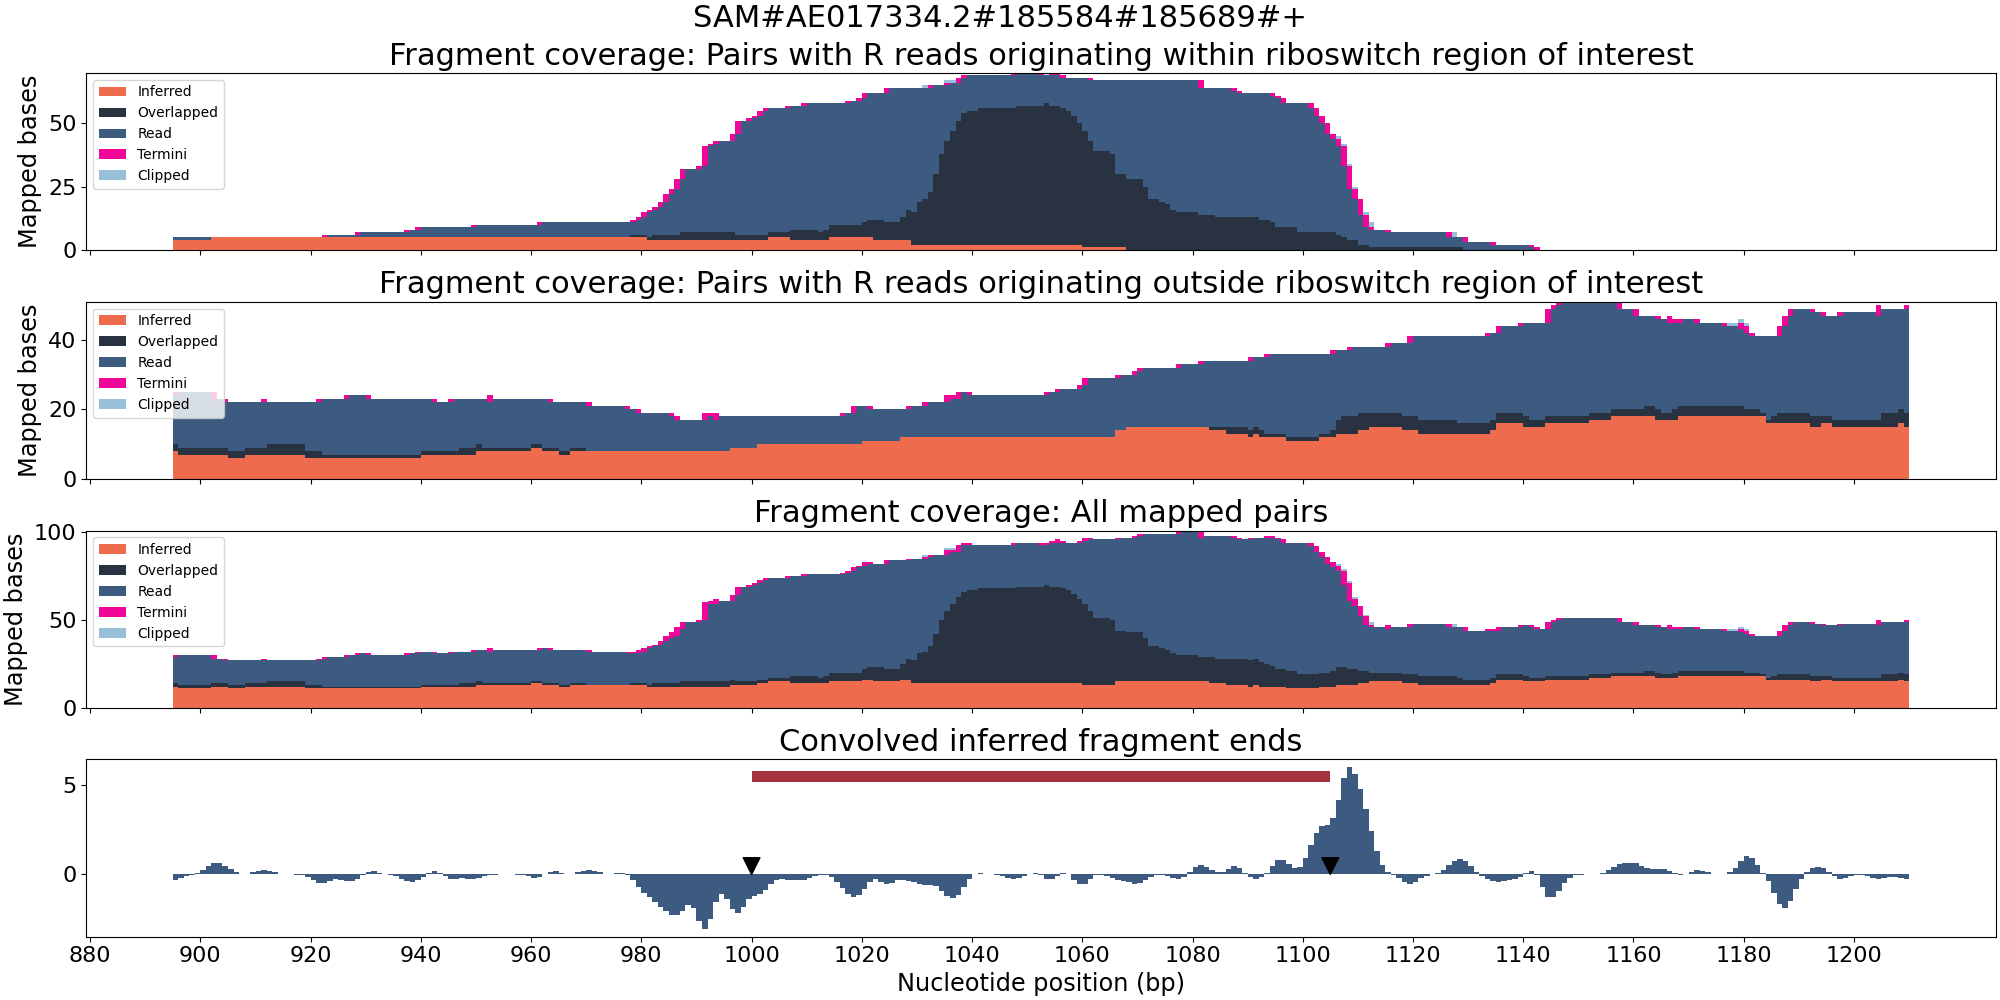 SAM#AE017334.2#185584#185689#+
Fragment coverage: Pairs with R reads originating within riboswitch region of interest
Mapped bases
50
25
0
Inferred
Overlapped
Read
Termini
Clipped
Fragment coverage: Pairs with R reads originating outside riboswitch region of interest
Mapped bases
40
20
0
Inferred
Overlapped
Read
Termini
Clipped
Fragment coverage: All mapped pairs
Mapped bases
100
50
0
Inferred
Overlapped
Read
Termini
Clipped
Convolved inferred fragment ends
5
0
880 900 920 940 960 980 1000 1020 1040 1060 1080 1100 1120 1140 1160 1180 1200
Nucleotide position (bp)